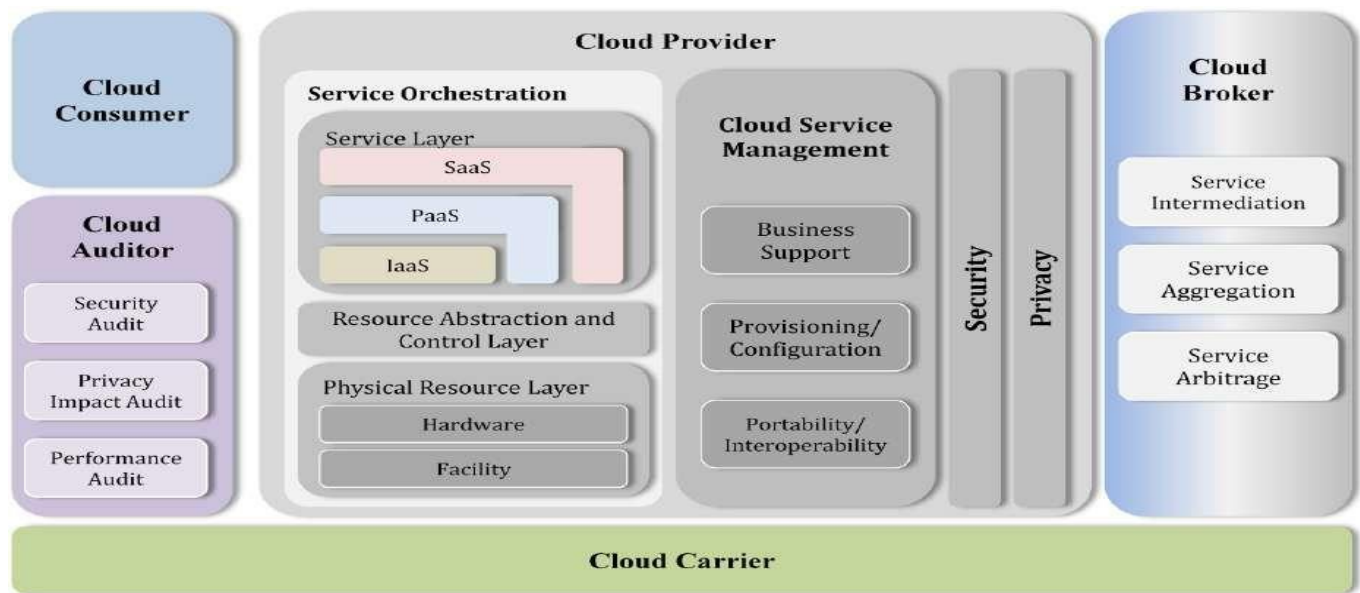 Cloud
Consumer
Cloud
Auditor
Security
Audit
Privacy
Impact Audit
Performance
Audit
Cloud Provider
Service Orchestration
Service Layer
SaaS
PaaS
IaaS
Resource Abstraction and
Control Layer
Physical Resource Layer
Hardware
Facility
Cloud Service
Management
Business
Support
Provisioning/
Configuration
Portability/
Interoperability
Security
Privacy
Cloud
Broker
Service
Intermediation
Service
Aggregation
Service
Arbitrage
Cloud Carrier